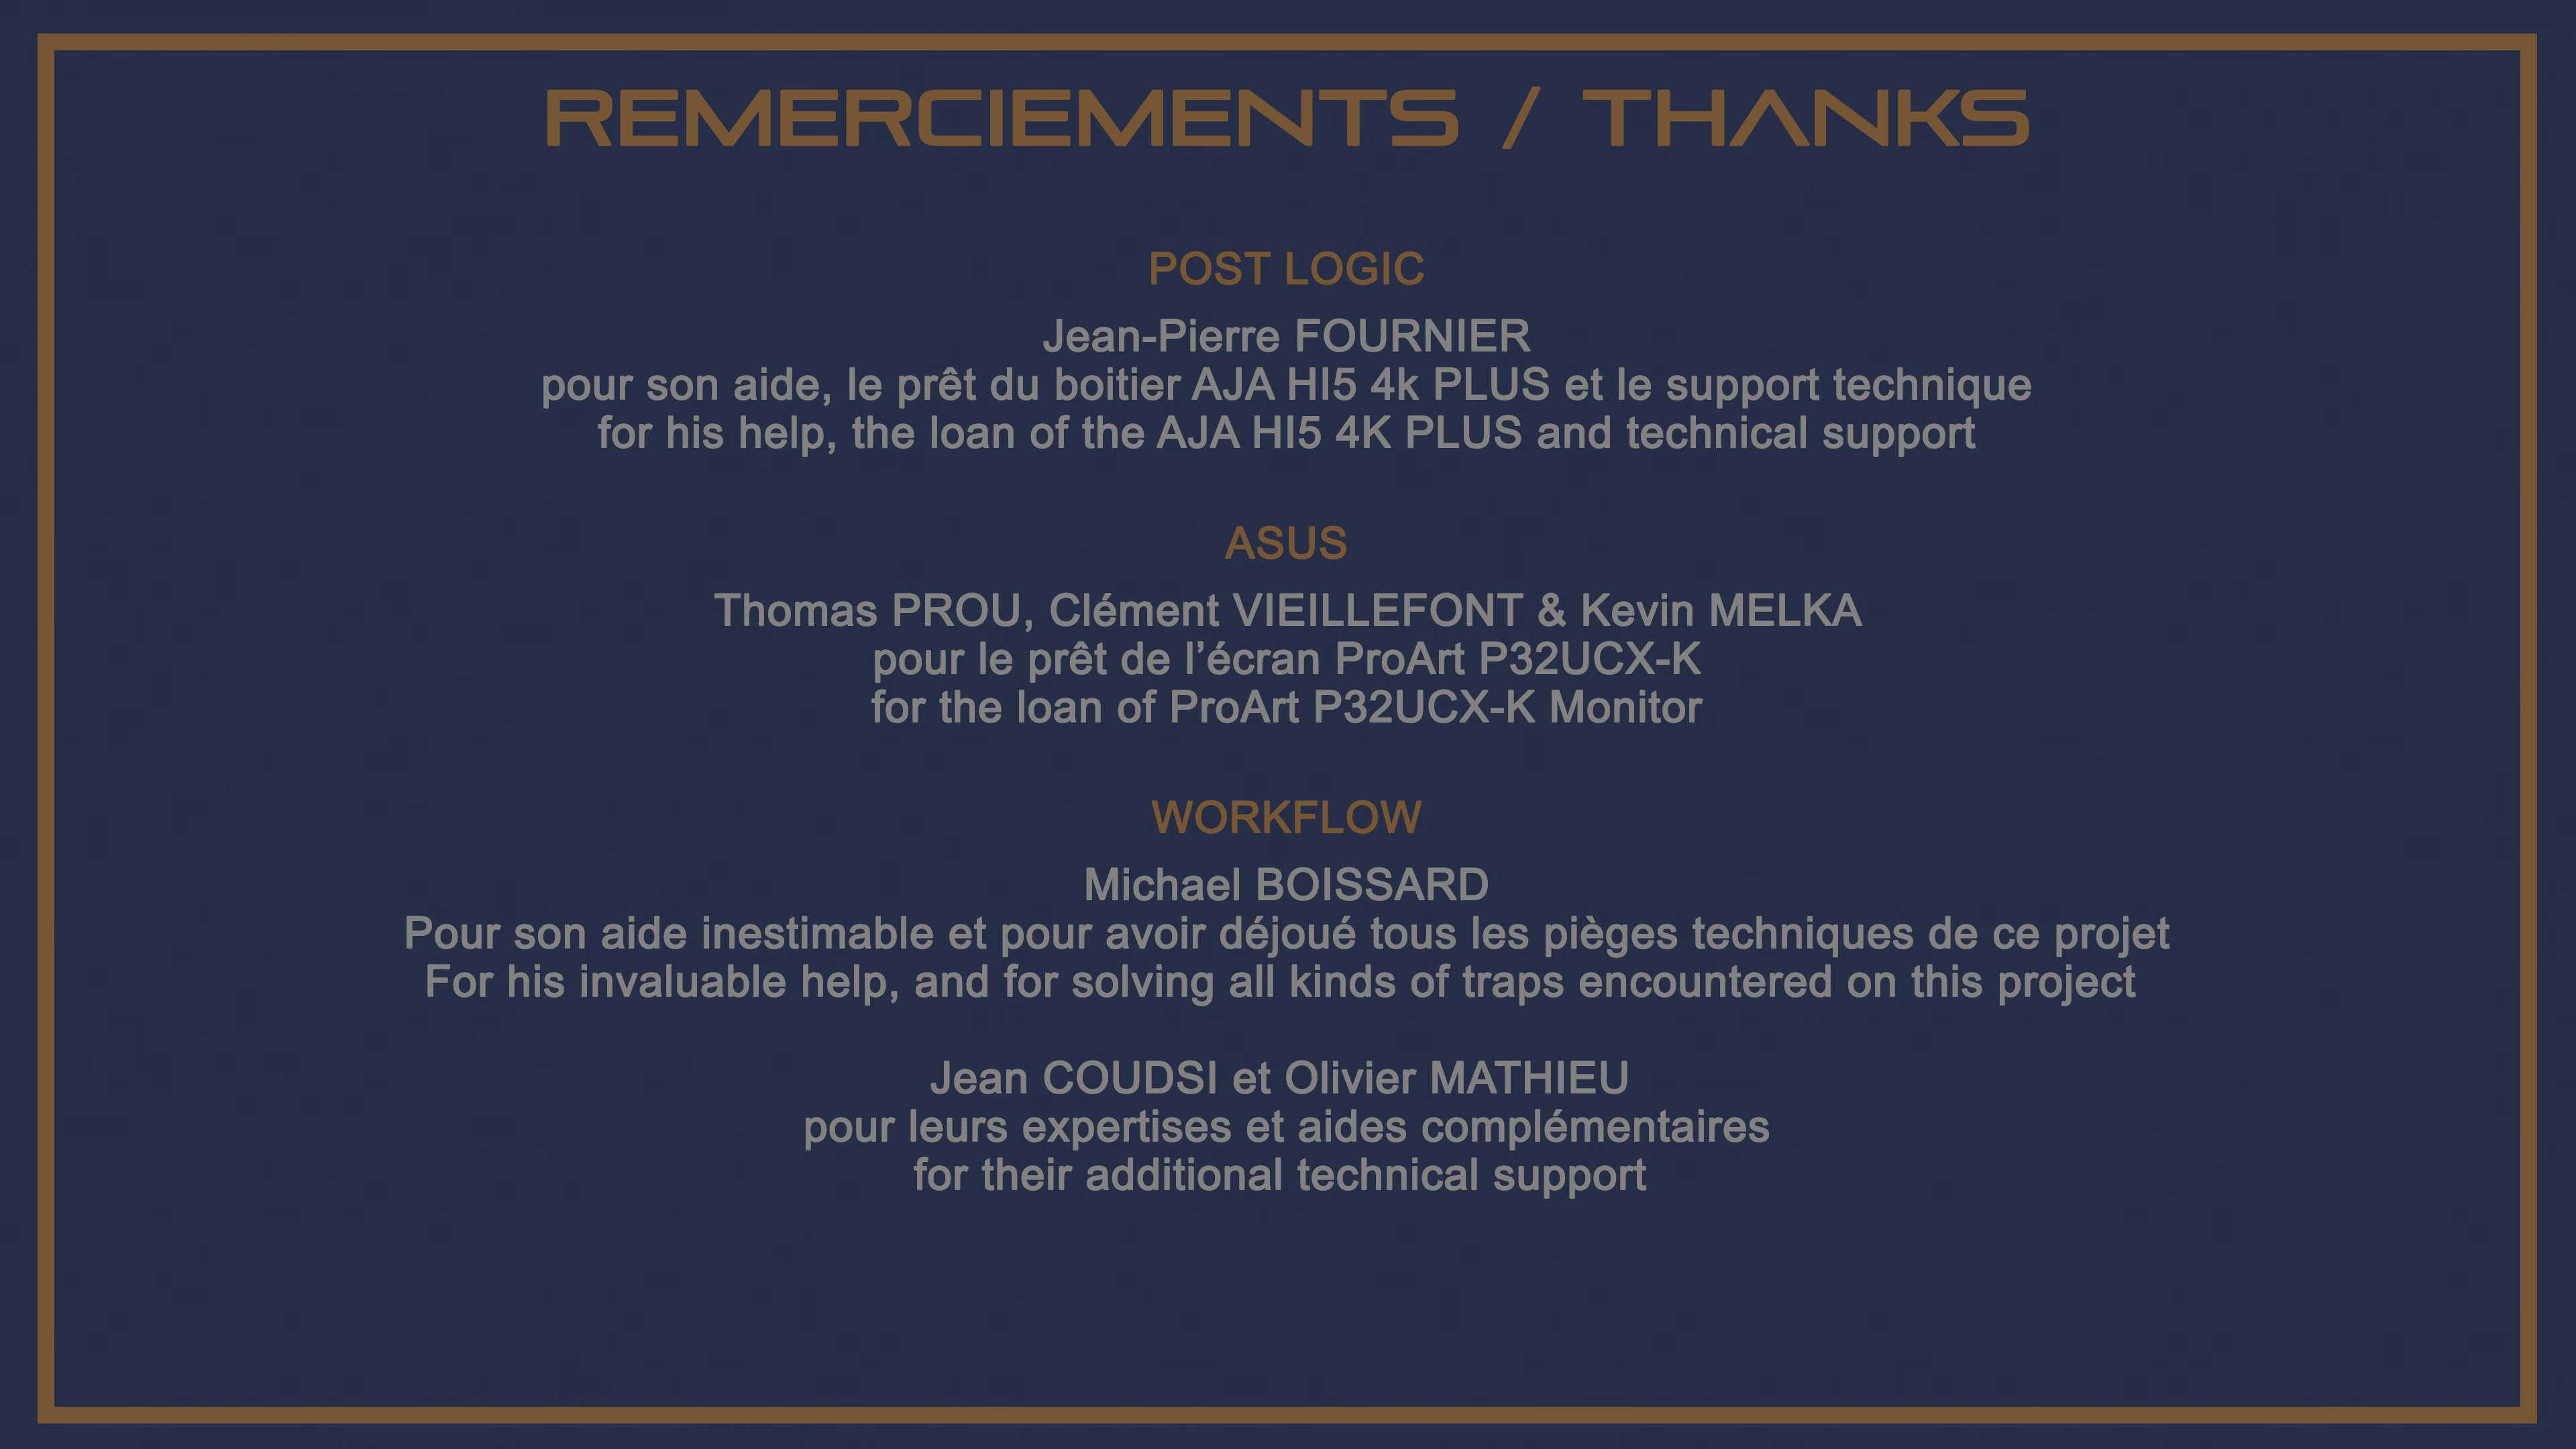 REMERCIEMENTS / THANKS
POST LOGIC
Jean-Pierre FOURNIER
pour son aide, le prêt du boitier AJA HI5 4k PLUS et le support technique
for his help, the loan of the AJA HI5 4K PLUS and technical support
ASUS
Thomas PROU, Clément VIEILLEFONT & Kevin MELKA
pour le prêt de l’écran ProArt P32UCX-K
for the loan of ProArt P32UCX-K Monitor
WORKFLOW
Michael BOISSARD
Pour son aide inestimable et pour avoir déjoué tous les pièges techniques de ce projet
For his invaluable help, and for solving all kinds of traps encountered on this project
Jean COUDSI et Olivier MATHIEU
pour leurs expertises et aides complémentaires
for their additional technical support